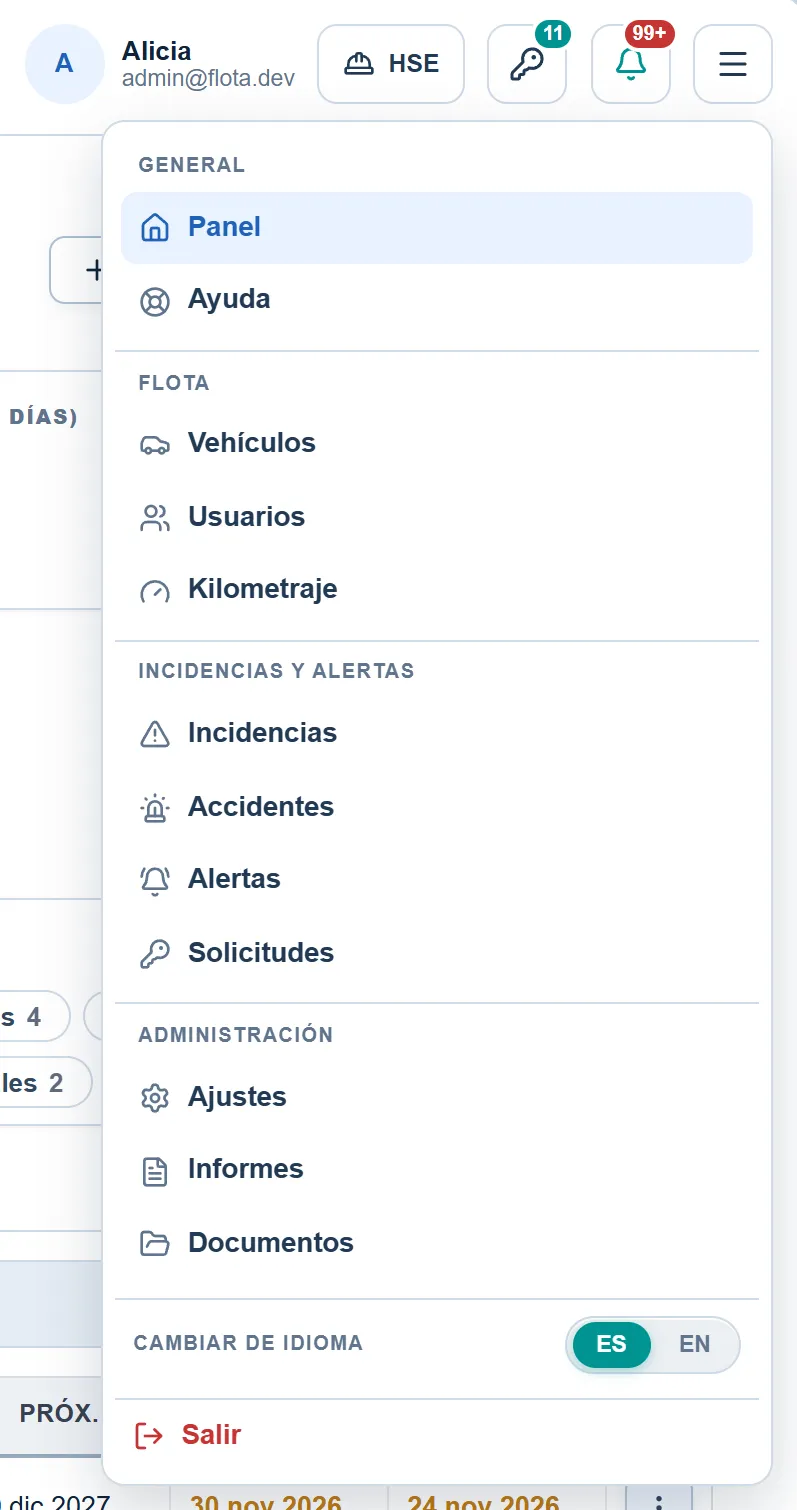 A
Alicia
admin@flota.dev
HSE
11
99+
GENERAL
Panel
Ayuda
DÍAS)
FLOTA
Vehículos
Usuarios
Kilometraje
INCIDENCIAS Y ALERTAS
Incidencias
Accidentes
Alertas
Solicitudes
s 4
les 2
ADMINISTRACIÓN
Ajustes
Informes
Documentos
CAMBIAR DE IDIOMA
ES
EN
PRÓX.
Salir
dic 2027
30 nov 2026
24 nov 2026